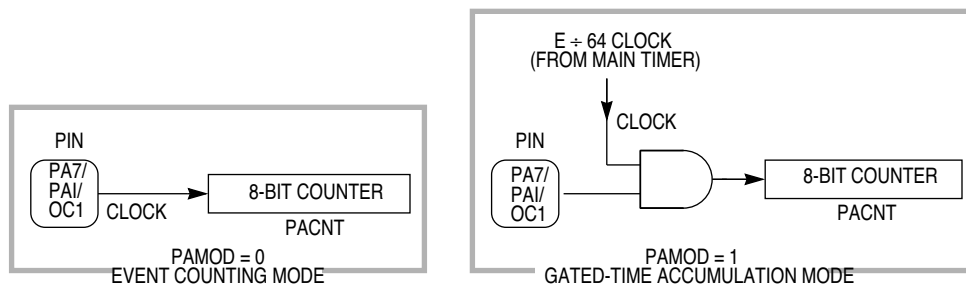 PIN
PA7/
PAI/
OC1
CLOCK
8-BIT COUNTER
PACNT
PAMOD = 0
EVENT COUNTING MODE
E ÷ 64 CLOCK
(FROM MAIN TIMER)
CLOCK
PIN
PA7/
PAI/
OC1
8-BIT COUNTER
PACNT
PAMOD = 1
GATED-TIME ACCUMULATION MODE